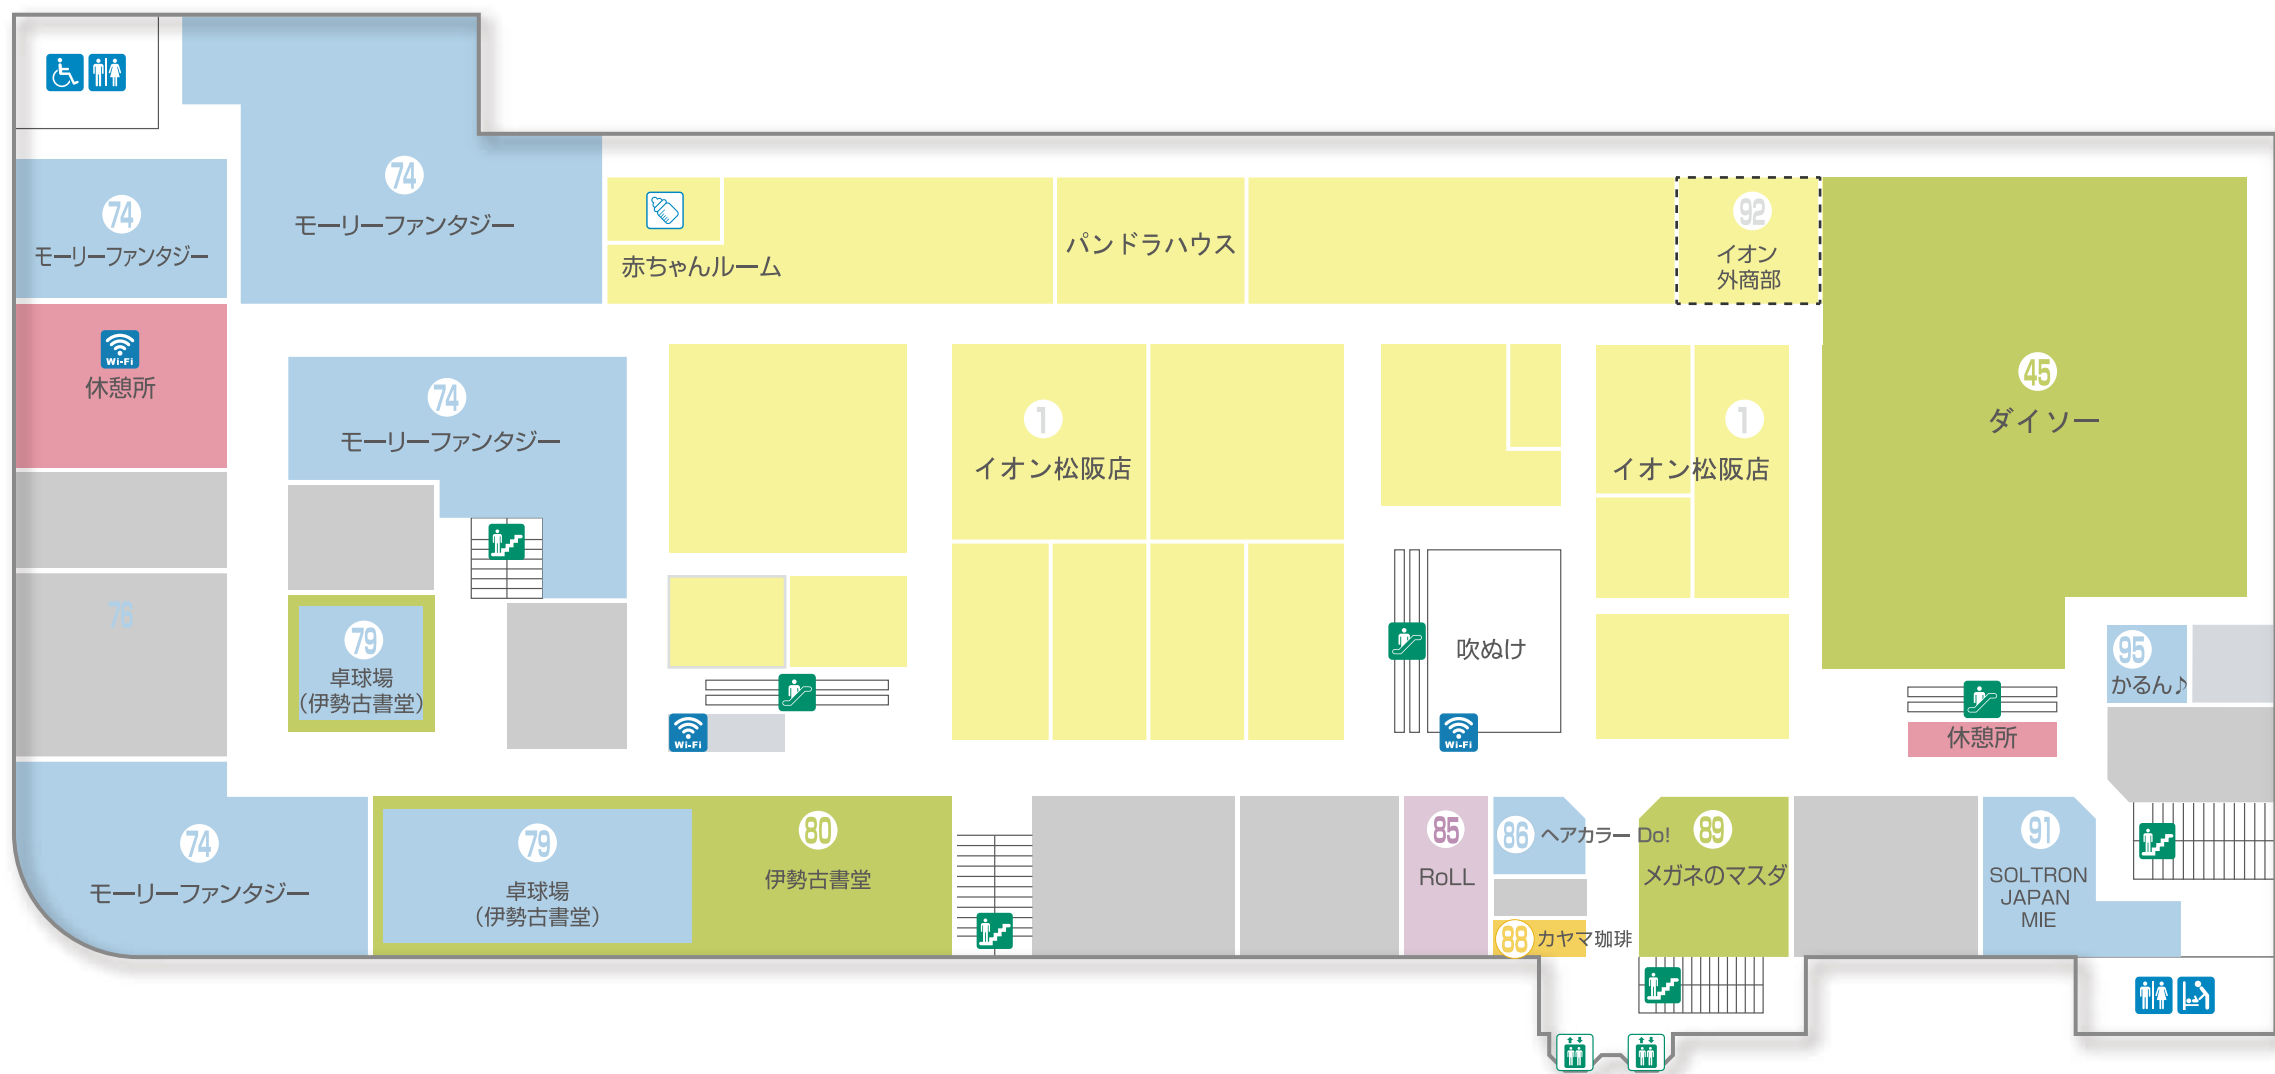 74
モーリーファンタジー
74
モーリーファンタジー
赤ちゃんルーム
パンドラハウス
92
イオン
外商部
Wi-Fi
休憩所
74
モーリーファンタジー
1
イオン松阪店
1
イオン松阪店
45
ダイソー
76
79
卓球場
(伊勢古書堂)
吹ぬけ
95
かるん♪
Wi-Fi
Wi-Fi
休憩所
74
モーリーファンタジー
79
卓球場
(伊勢古書堂)
80
伊勢古書堂
85
RoLL
86
ヘアカラー Do!
88
カヤマ珈琲
89
メガネのマスダ
91
SOLTRON
JAPAN
MIE